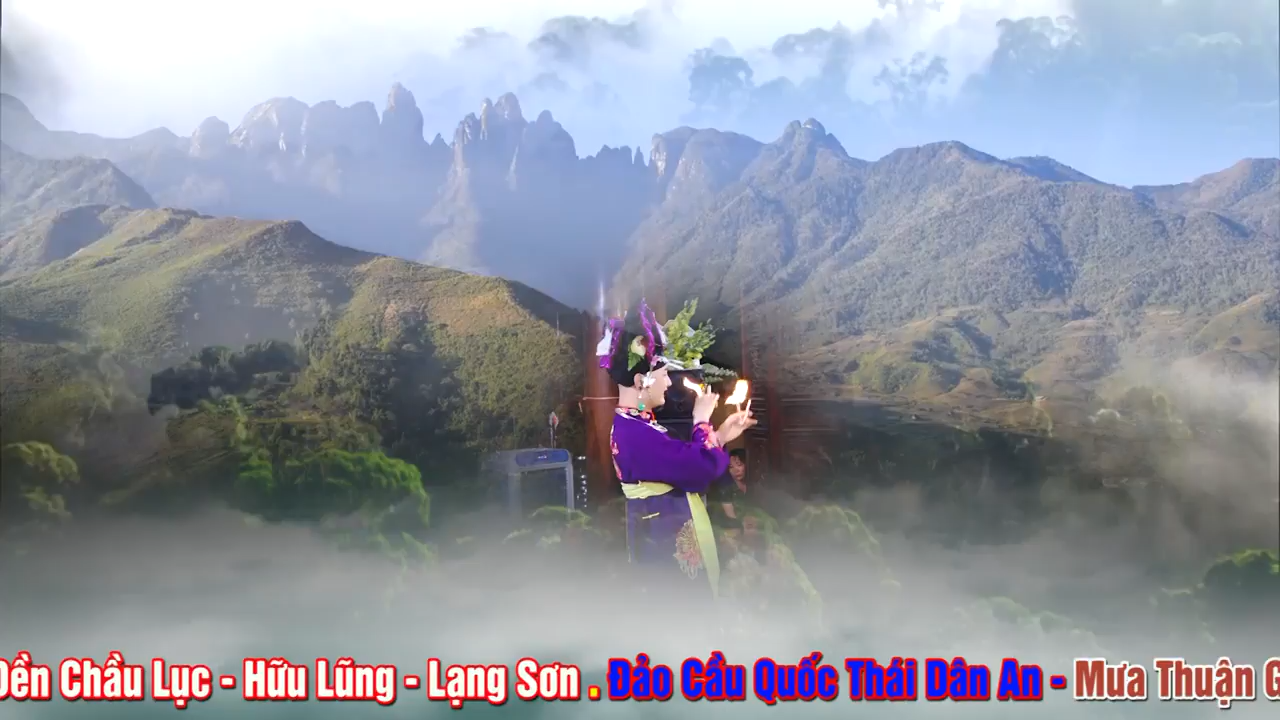 Đền Chầu Lục - Hữu Lũng - Lạng Sơn . Đảo Cầu Quốc Thái Dân An - Mưa Thuận G